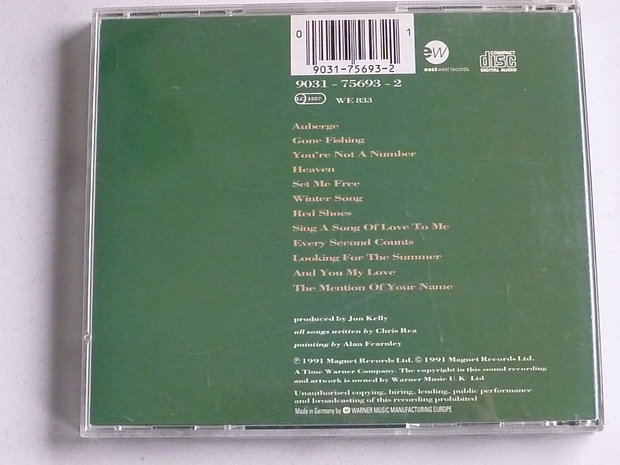 0 1
9031-75693-2
ew
eastwest records
COMPACT
disc
DIGITAL AUDIO
9031 - 75693 - 2
LC 1557 WE 833
Auberge
Gone Fishing
You're Not A Number
Heaven
Set Me Free
Winter Song
Red Shoes
Sing A Song Of Love To Me
Every Second Counts
Looking For The Summer
And You My Love
The Mention Of Your Name
produced by Jon Kelly
all songs written by Chris Rea
painting by Alan Fearnley
℗ 1991 Magnet Records Ltd. © 1991 Magnet Records Ltd.
A Time Warner Company. The copyright in this sound recording
and artwork is owned by Warner Music U K Ltd
Unauthorised copying, hiring, lending, public performance
and broadcasting of this recording prohibited
Made in Germany by WARNER MUSIC MANUFACTURING EUROPE